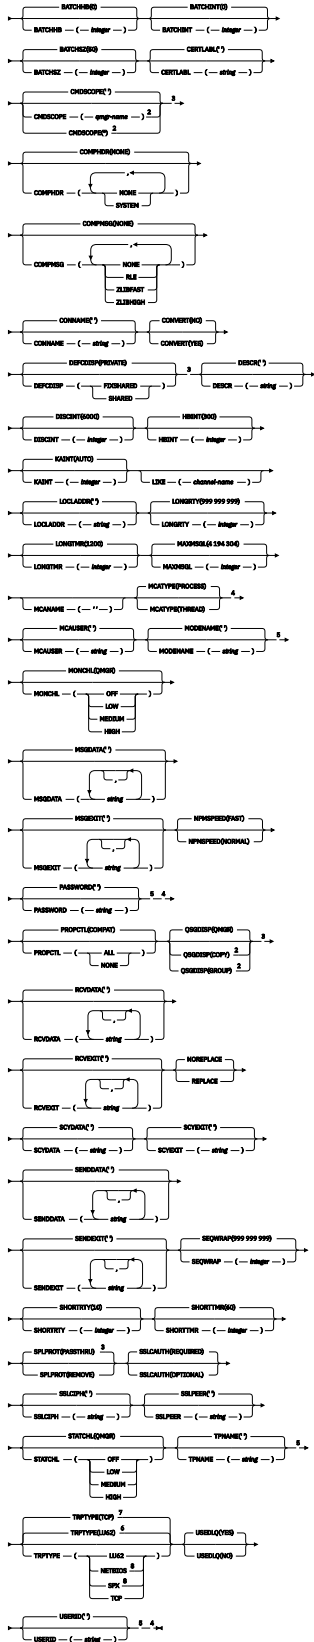 BATCHHB(0) BATCHINT(0)
BATCHHB ( integer ) BATCHINT ( integer )
BATCHSZ(50) CERTLABL(' ')
BATCHSZ ( integer ) CERTLABL ( string )
CMDSCOPE(' ') 3
CMDSCOPE ( qmgr-name ) 2
CMDSCOPE(*) 2
COMPHDR(NONE)
,
COMPHDR ( NONE )
SYSTEM
COMPMSG(NONE)
,
COMPMSG ( NONE )
RLE
ZLIBFAST
ZLIBHIGH
CONNAME(' ') CONVERT(NO)
CONNAME ( string ) CONVERT(YES)
DEFCDISP(PRIVATE) 3 DESCR(' ')
DEFCDISP ( FIXSHARED ) DESCR ( string )
SHARED
DISCINT(6000) HBINT(300)
DISCINT ( integer ) HBINT ( integer )
KAINT(AUTO)
KAINT ( integer ) LIKE ( channel-name )
LOCLADDR(' ') LONGRTY(999 999 999)
LOCLADDR ( string ) LONGRTY ( integer )
LONGTMR(1200) MAXMSGL(4 194 304)
LONGTMR ( integer ) MAXMSGL ( integer )
MCATYPE(PROCESS) 4
MCANAME ( ' ' ) MCATYPE(THREAD)
MCAUSER(' ') MODENAME(' ') 5
MCAUSER ( string ) MODENAME ( string )
MONCHL(QMGR)
MONCHL ( OFF )
LOW
MEDIUM
HIGH
MSGDATA(' ')
,
MSGDATA ( string )
MSGEXIT(' ') NPMSPEED(FAST)
, NPMSPEED(NORMAL)
MSGEXIT ( string )
PASSWORD(' ') 5 4
PASSWORD ( string )
PROPCTL(COMPAT) QSGDISP(QMGR) 3
PROPCTL ( ALL ) QSGDISP(COPY) 2
NONE QSGDISP(GROUP) 2
RCVDATA(' ')
,
RCVDATA ( string )
RCVEXIT(' ') NOREPLACE
, REPLACE
RCVEXIT ( string )
SCYDATA(' ') SCYEXIT(' ')
SCYDATA ( string ) SCYEXIT ( string )
SENDDATA(' ')
,
SENDDATA ( string )
SENDEXIT(' ') SEQWRAP(999 999 999)
, SEQWRAP ( integer )
SENDEXIT ( string )
SHORTRTY(10) SHORTTMR(60)
SHORTRTY ( integer ) SHORTTMR ( integer )
SPLPROT(PASSTHRU) 3 SSLCAUTH(REQUIRED)
SPLPROT(REMOVE) SSLCAUTH(OPTIONAL)
SSLCIPH(' ') SSLPEER(' ')
SSLCIPH ( string ) SSLPEER ( string )
STATCHL(QMGR) TPNAME(' ') 5
STATCHL ( OFF ) TPNAME ( string )
LOW
MEDIUM
HIGH
TRPTYPE(TCP) 7
TRPTYPE(LU62) 6 USEDLQ(YES)
TRPTYPE ( LU62 ) USEDLQ(NO)
NETBIOS 8
SPX 8
TCP
USERID(' ') 5 4
USERID ( string )